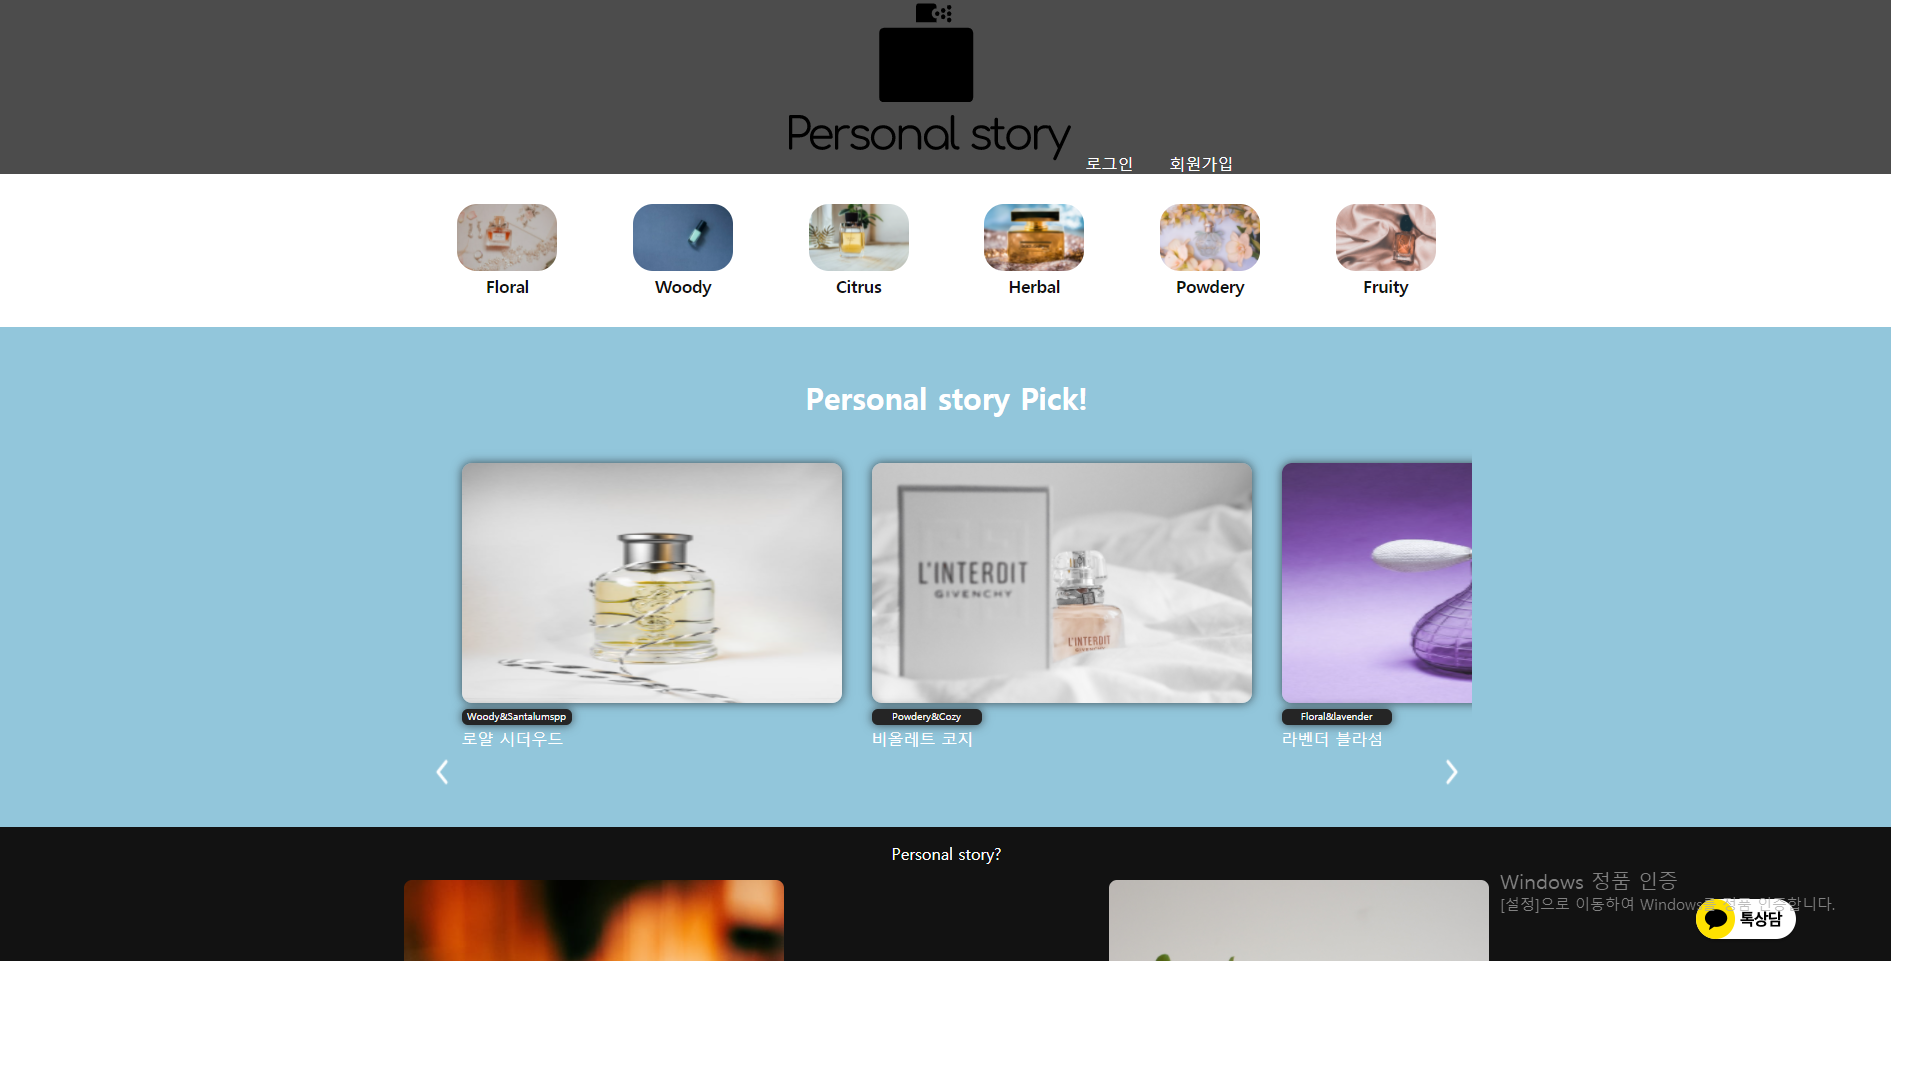 Personal story
로그인 회원가입
Floral Woody Citrus Herbal Powdery Fruity
Personal story Pick!
L'INTERDIT
GIVENCHY
L'INTERDIT
GIVENCHY
Woody&Santalumspp Powdery&Cozy Floral&lavender
로얄 시더우드 비올레트 코지 라벤더 블라섬
Personal story?
Windows 정품 인증
[설정]으로 이동하여 Windows를 정품 인증합니다.
톡상담